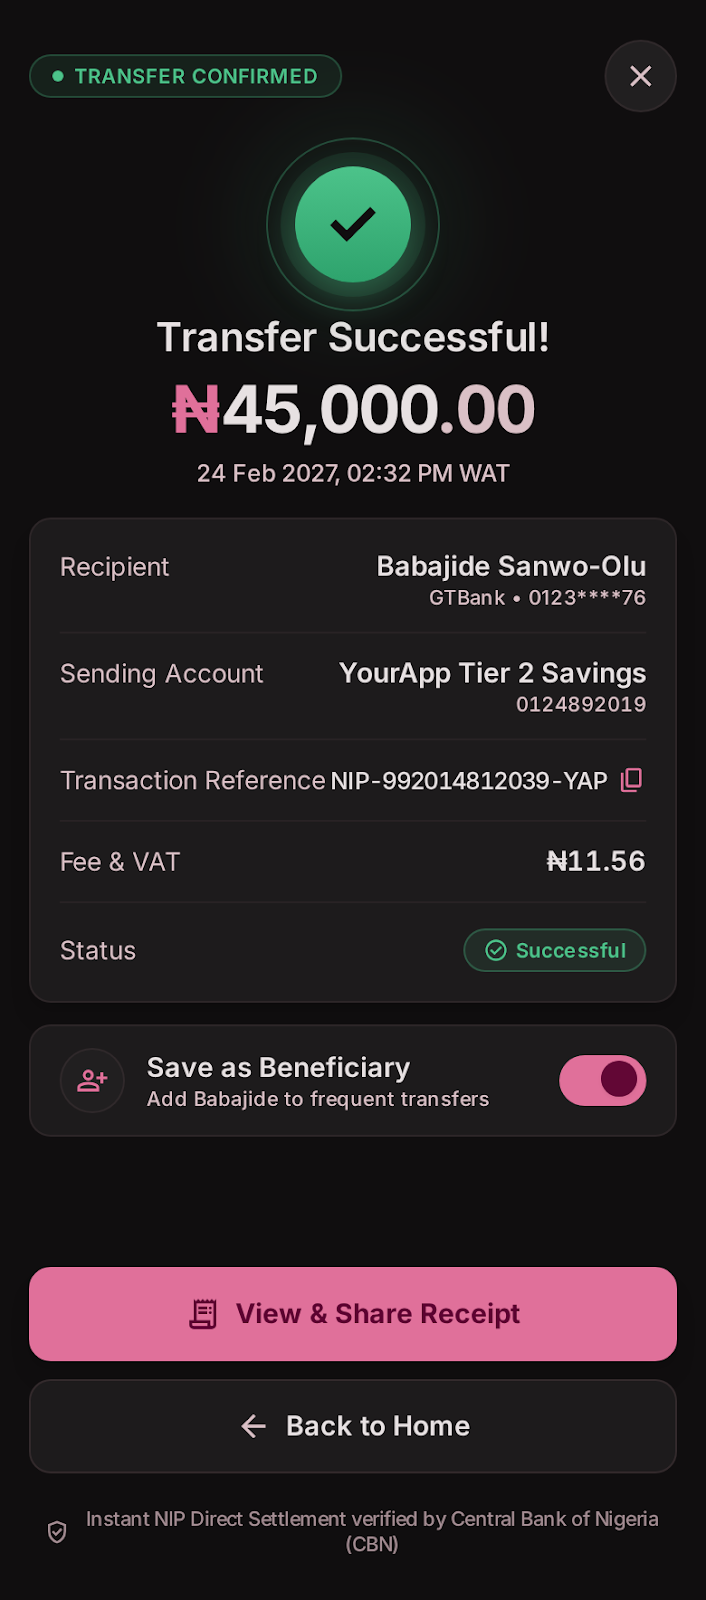 TRANSFER CONFIRMED
Transfer Successful!
₦45,000.00
24 Feb 2027, 02:32 PM WAT
Recipient
Babajide Sanwo-Olu
GTBank • 0123****76
Sending Account
YourApp Tier 2 Savings
0124892019
Transaction Reference NIP-992014812039-YAP
Fee & VAT
₦11.56
Status
Successful
Save as Beneficiary
Add Babajide to frequent transfers
View & Share Receipt
Back to Home
Instant NIP Direct Settlement verified by Central Bank of Nigeria
(CBN)